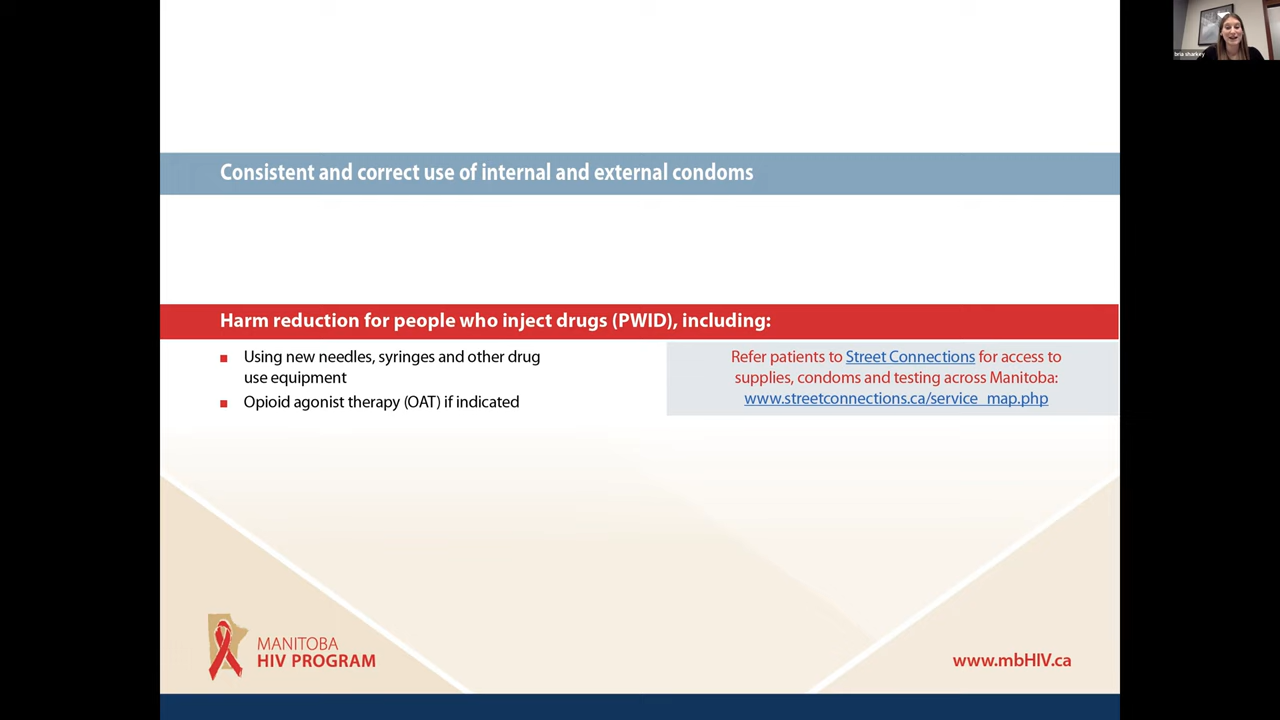 bria sharkey
Consistent and correct use of internal and external condoms
Harm reduction for people who inject drugs (PWID), including:
Using new needles, syringes and other drug
use equipment
Opioid agonist therapy (OAT) if indicated
Refer patients to Street Connections for access to
supplies, condoms and testing across Manitoba:
www.streetconnections.ca/service_map.php
MANITOBA
HIV PROGRAM
www.mbHIV.ca